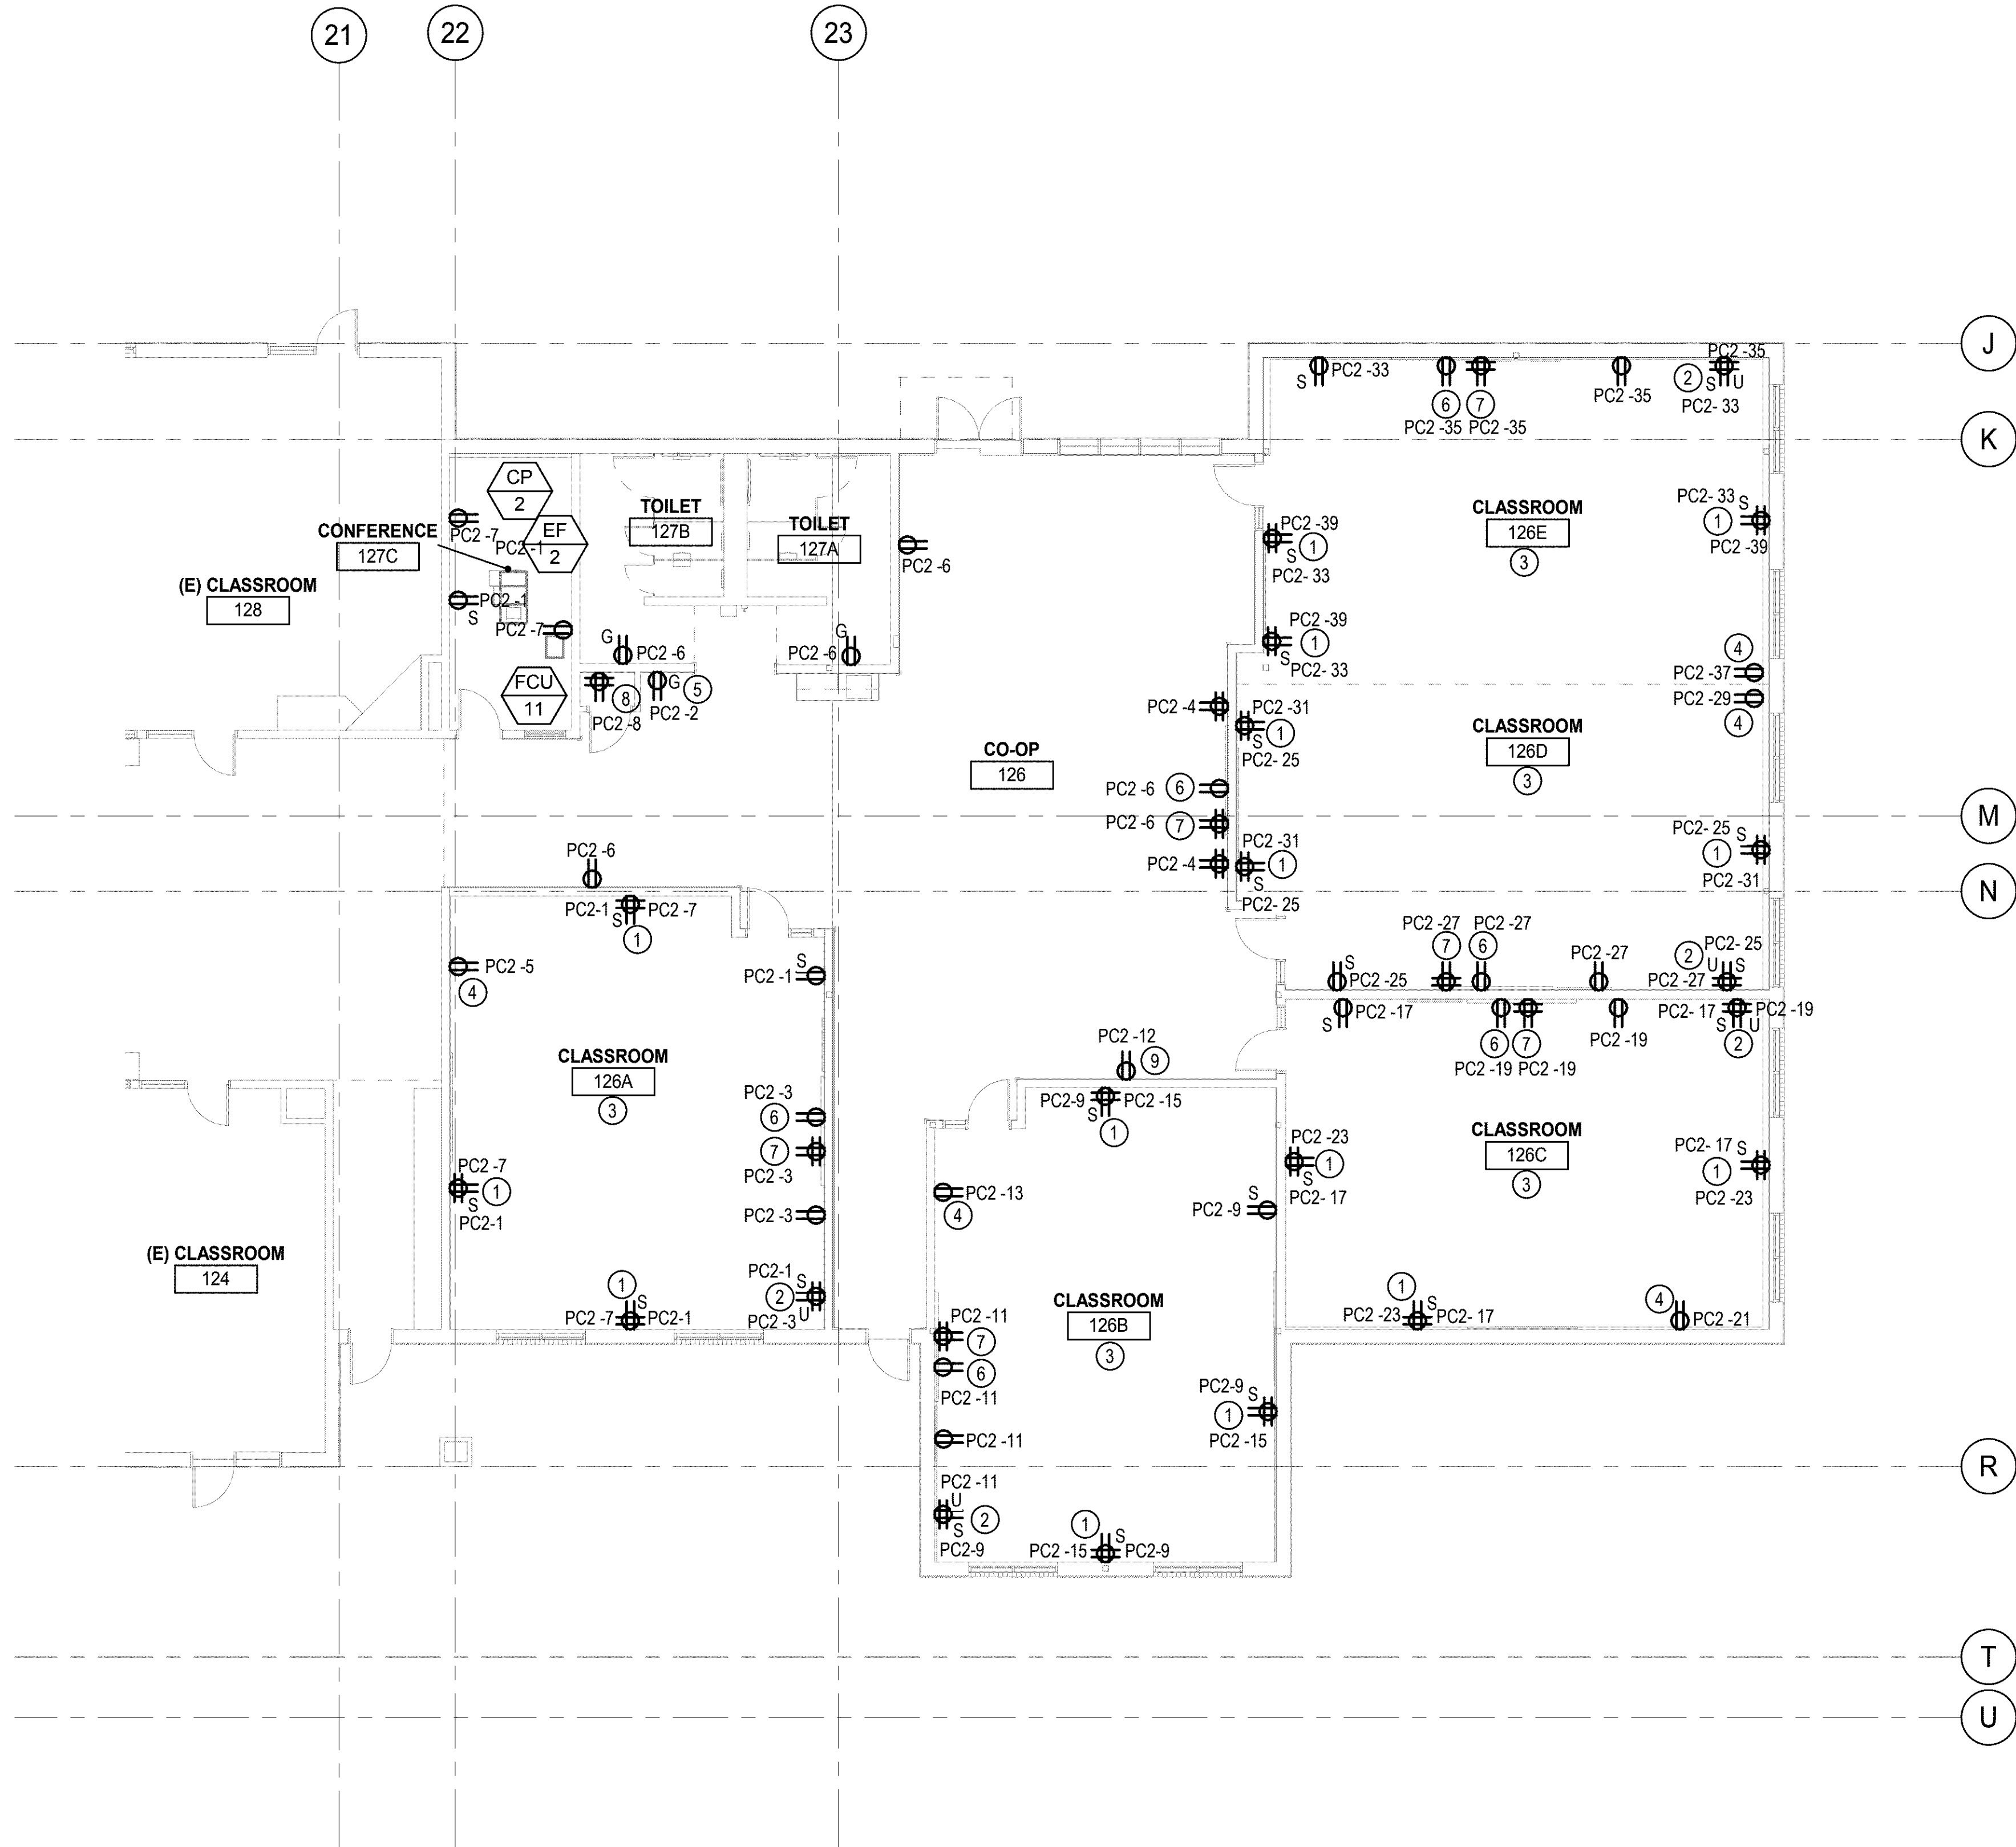 21
22
23
J
PC2 -35
S
PC2 -33
6
7
PC2 -35
PC2 -35
PC2 -35
2
S
U
PC2- 33
K
CP
2
EF
2
PC2 -7
PC2 -1
CONFERENCE
127C
TOILET
127B
TOILET
127A
PC2 -6
CLASSROOM
126E
3
PC2- 33
S
1
PC2 -39
PC2 -39
S
1
PC2- 33
(E) CLASSROOM
128
PC2 -1
S
PC2 -7
G
PC2 -6
G
PC2 -6
PC2 -39
1
S
PC2- 33
4
PC2 -37
PC2 -29
4
FCU
11
8
PC2 -8
G
5
PC2 -2
PC2 -4
PC2 -31
S
1
PC2- 25
CLASSROOM
126D
3
CO-OP
126
PC2 -6
6
PC2 -6
7
M
PC2 -4
PC2 -31
1
S
PC2- 25
PC2- 25
S
1
PC2 -31
PC2 -6
N
PC2-1
PC2 -7
S
1
PC2 -27
7
PC2 -27
6
PC2 -27
2
PC2- 25
U
S
PC2 -27
S
PC2 -25
PC2 -5
4
S
PC2 -1
S
PC2 -17
6
7
PC2 -19
PC2 -19
PC2 -19
PC2- 17
PC2 -19
S
U
2
PC2 -12
9
CLASSROOM
126A
3
PC2 -3
6
7
PC2 -3
PC2-9
PC2 -15
S
1
PC2 -23
1
S
PC2- 17
CLASSROOM
126C
3
PC2- 17
S
1
PC2 -23
PC2 -7
1
S
PC2-1
PC2 -3
PC2 -13
4
S
PC2 -9
(E) CLASSROOM
124
PC2-1
S
2
U
PC2 -3
1
S
PC2 -7
PC2-1
CLASSROOM
126B
3
PC2 -11
7
6
PC2 -11
1
S
PC2 -23
PC2- 17
4
PC2 -21
PC2-9
S
1
PC2 -15
PC2 -11
R
PC2 -11
U
S
2
PC2-9
1
S
PC2 -15
PC2-9
T
U